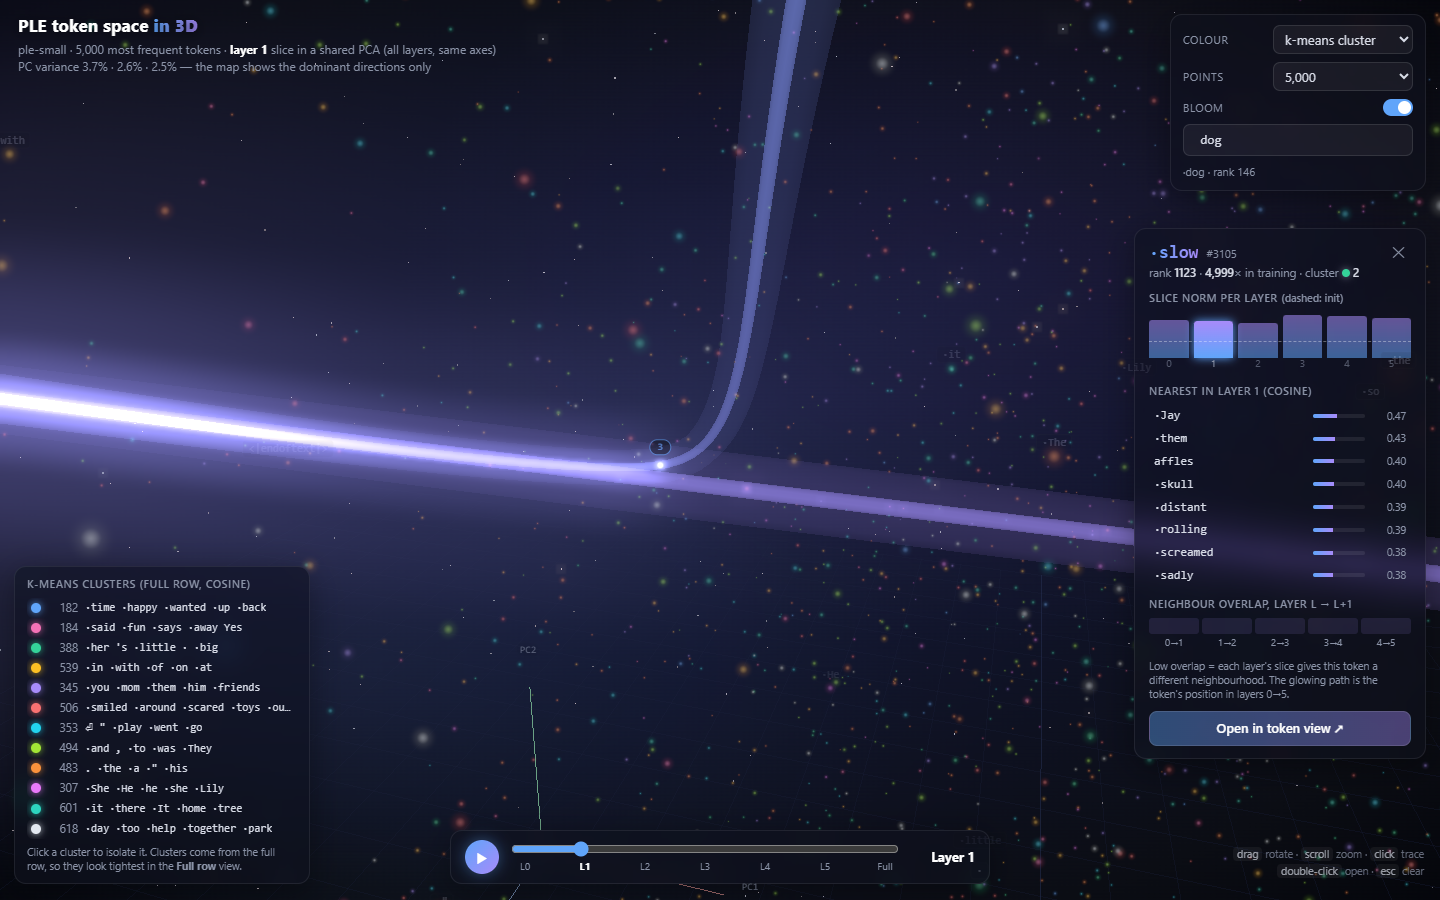 PLE token space in 3D
ple-small · 5,000 most frequent tokens · layer 1 slice in a shared PCA (all layers, same axes)
PC variance 3.7% · 2.6% · 2.5% — the map shows the dominant directions only
COLOUR
k-means cluster
POINTS
5,000
BLOOM
dog
·dog · rank 146
with
·it
Lily
·The
3
PC2
PC1
little
·slow #3105
rank 1123 · 4,999× in training · cluster 2
SLICE NORM PER LAYER (dashed: init)
0 1 2 3 4 5
·the
·so
NEAREST IN LAYER 1 (COSINE)
·Jay 0.47
·them 0.43
affles 0.40
·skull 0.40
·distant 0.39
·rolling 0.39
·screamed 0.38
·sadly 0.38
NEIGHBOUR OVERLAP, LAYER L → L+1
0→1 1→2 2→3 3→4 4→5
Low overlap = each layer's slice gives this token a
different neighbourhood. The glowing path is the
token's position in layers 0→5.
Open in token view ↗
K-MEANS CLUSTERS (FULL ROW, COSINE)
182 ·time ·happy ·wanted ·up ·back
184 ·said ·fun ·says ·away Yes
388 ·her 's ·little · ·big
539 ·in ·with ·of ·on ·at
345 ·you ·mom ·them ·him ·friends
506 ·smiled ·around ·scared ·toys ·ou…
353 ⏎ " ·play ·went ·go
494 ·and , ·to ·was ·They
483 . ·the ·a ·" ·his
307 ·She ·He ·he ·she ·Lily
601 ·it ·there ·It ·home ·tree
618 ·day ·too ·help ·together ·park
Click a cluster to isolate it. Clusters come from the full
row, so they look tightest in the Full row view.
L0 L1 L2 L3 L4 L5 Full
Layer 1
drag rotate · scroll zoom · click trace
double-click open · esc clear